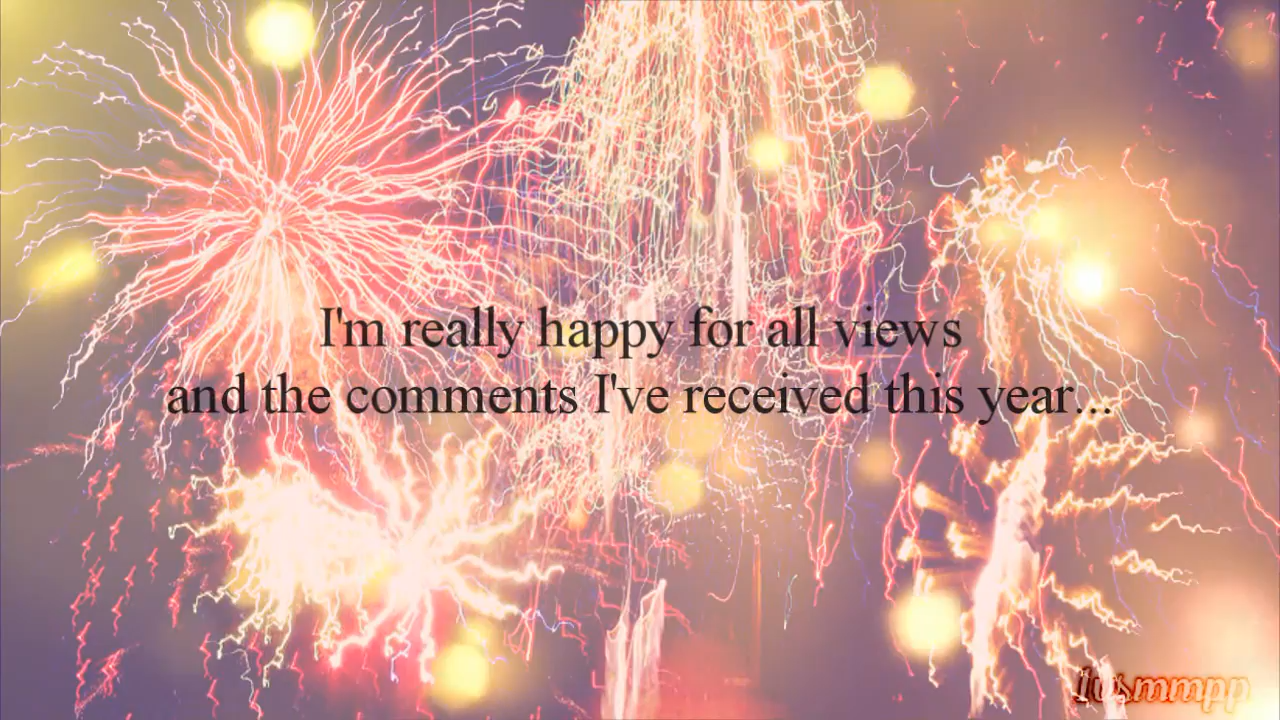 I'm really happy for all views
and the comments I've received this year...